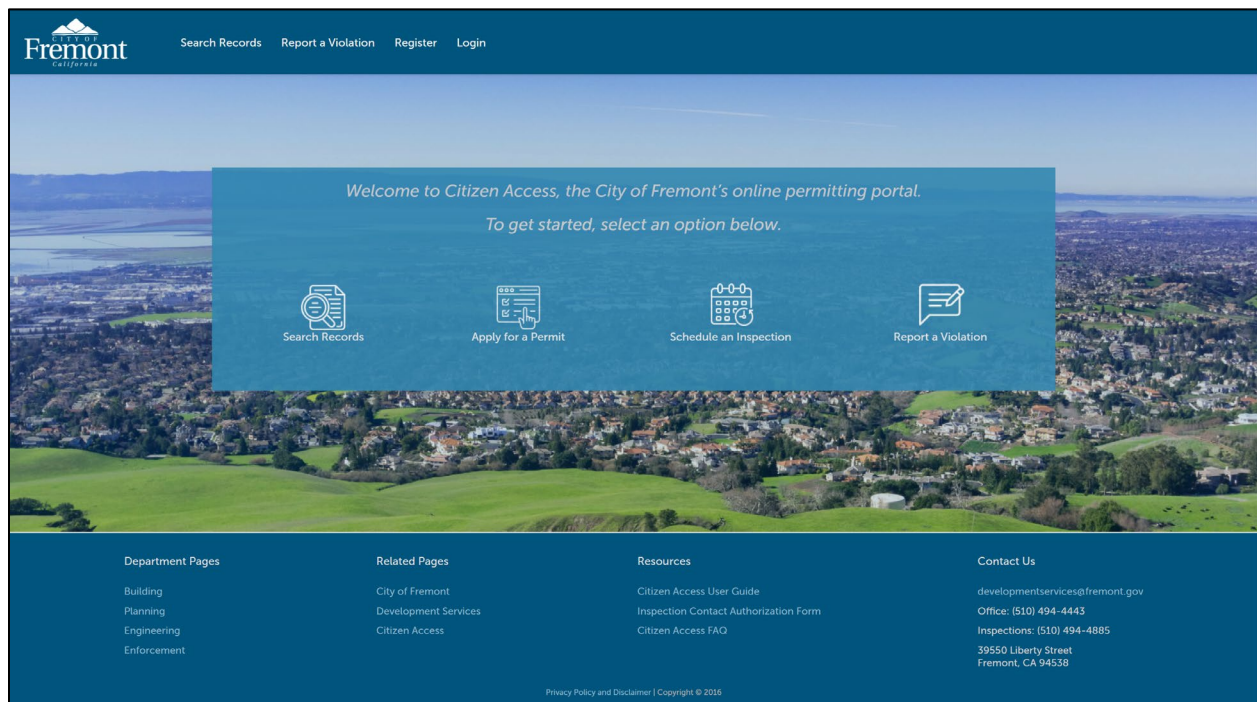 CITY OF
Fremont
California
Search Records Report a Violation Register Login
Welcome to Citizen Access, the City of Fremont's online permitting portal.
To get started, select an option below.
Search Records
Apply for a Permit
Schedule an Inspection
Report a Violation
Department Pages
Building
Planning
Engineering
Enforcement
Related Pages
City of Fremont
Development Services
Citizen Access
Resources
Citizen Access User Guide
Inspection Contact Authorization Form
Citizen Access FAQ
Contact Us
developmentservices@fremont.gov
Office: (510) 494-4443
Inspections: (510) 494-4885
39550 Liberty Street
Fremont, CA 94538
Privacy Policy and Disclaimer | Copyright © 2016